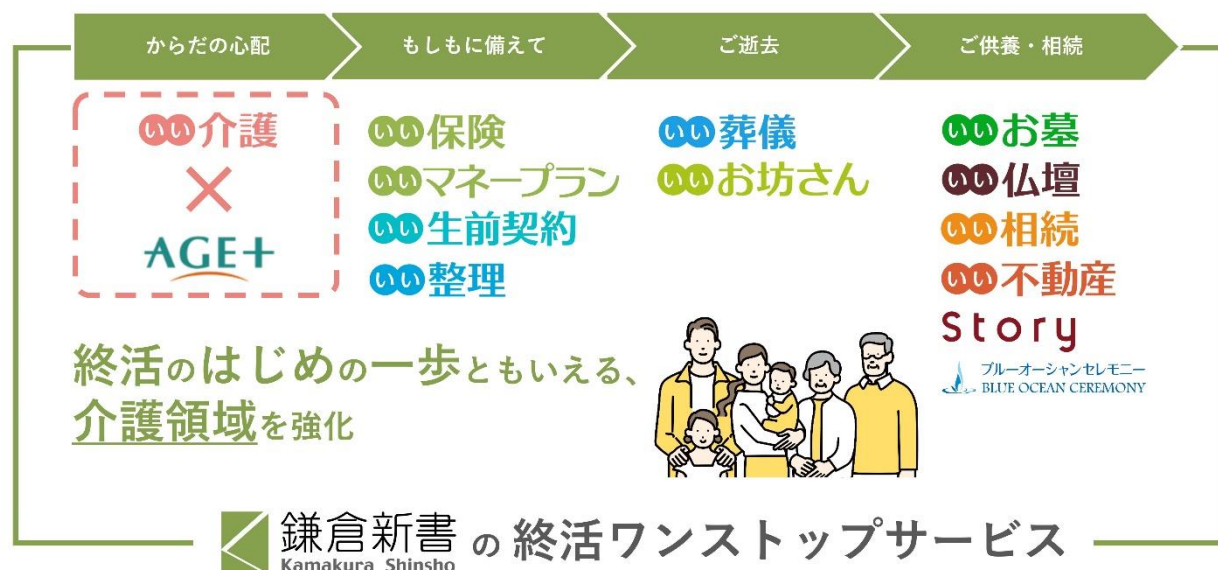 からだの心配
もしもに備えて
ご逝去
ご供養・相続
いい介護
×
AGE+
いい保険
いいマネープラン
いい生前契約
いい整理
いい葬儀
いいお坊さん
いいお墓
いい仏壇
いい相続
いい不動産
Story
ブルーオーシャンセレモニー
BLUE OCEAN CEREMONY
終活のはじめの一歩ともいえる、
介護領域を強化
鎌倉新書の終活ワンストップサービス
Kamakura Shinsho